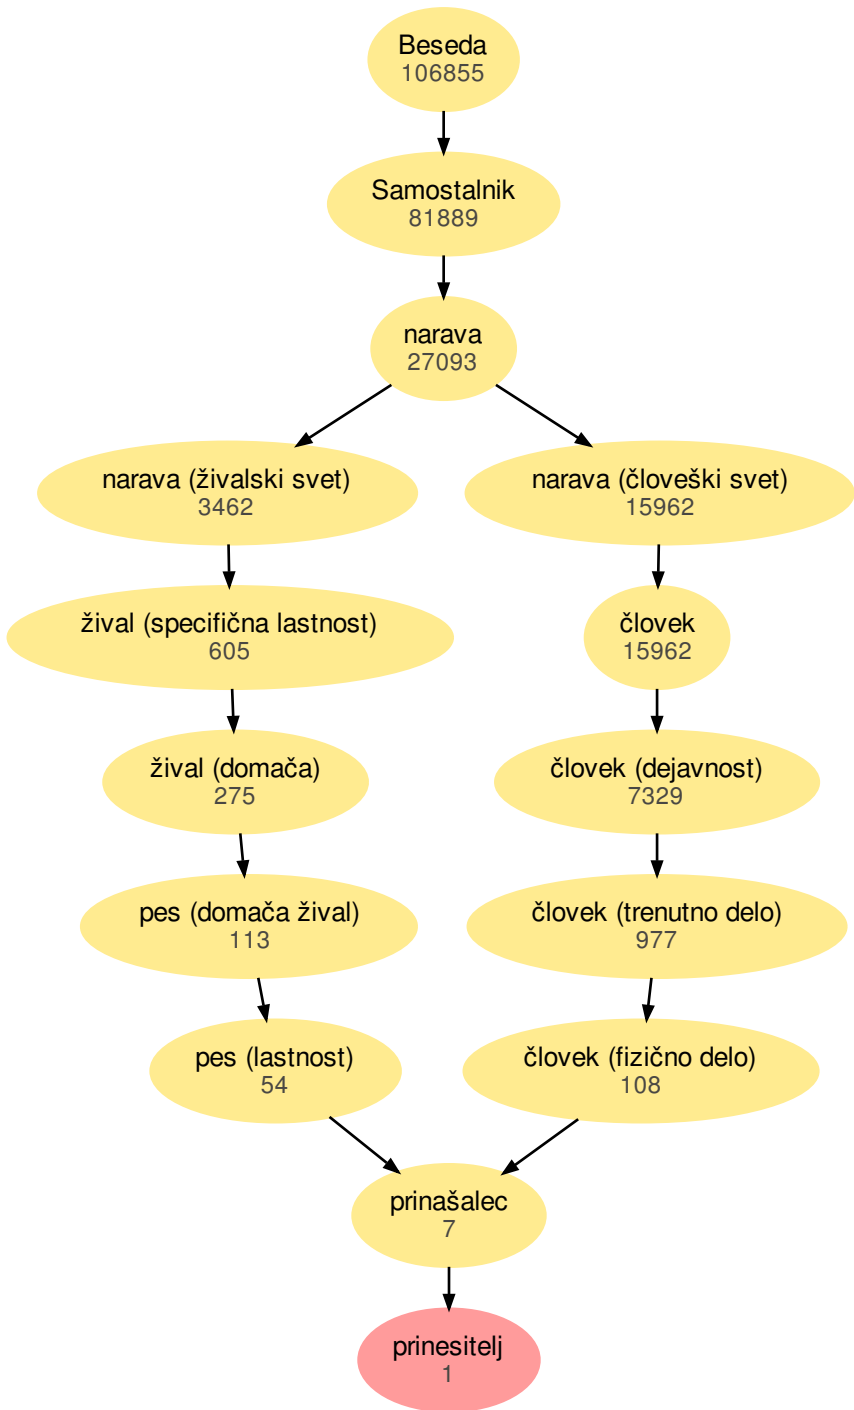 Beseda
106855
Samostalnik
81889
narava
27093
narava (živalski svet)
3462
narava (človeški svet)
15962
žival (specifična lastnost)
605
človek
15962
žival (domača)
275
človek (dejavnost)
7329
pes (domača žival)
113
človek (trenutno delo)
977
pes (lastnost)
54
človek (fizično delo)
108
prinašalec
7
prinesitelj
1